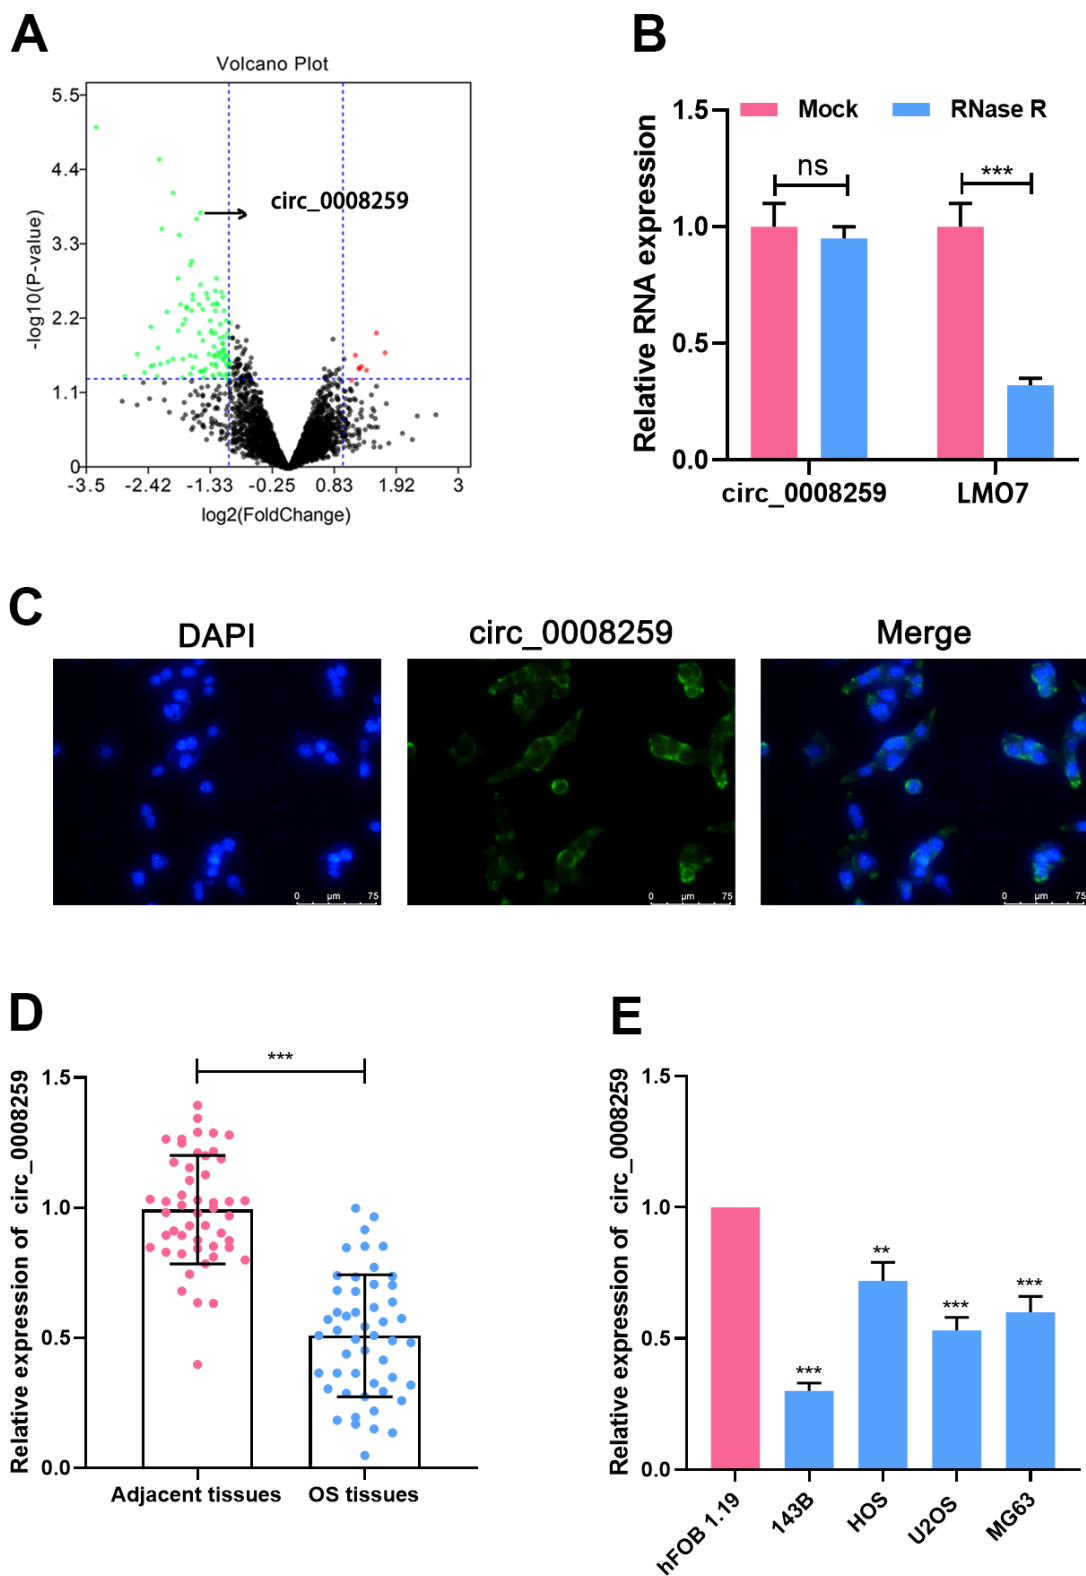 A
Volcano Plot
5.5
4.4
3.3
2.2
1.1
0
-log10(P-value)
circ_0008259
-3.5 -2.42 -1.33 -0.25 0.83 1.92 3
log2(FoldChange)
B
Mock RNase R
1.5
1.0
0.5
0.0
Relative RNA expression
ns
***
circ_0008259 LMO7
C
DAPI circ_0008259 Merge
0 µm 75
0 µm 75
0 µm 75
D
Relative expression of circ_0008259
1.5
1.0
0.5
0.0
***
Adjacent tissues OS tissues
E
Relative expression of circ_0008259
1.5
1.0
0.5
0.0
***
**
***
***
hFOB 1.19 143B HOS U2OS MG63